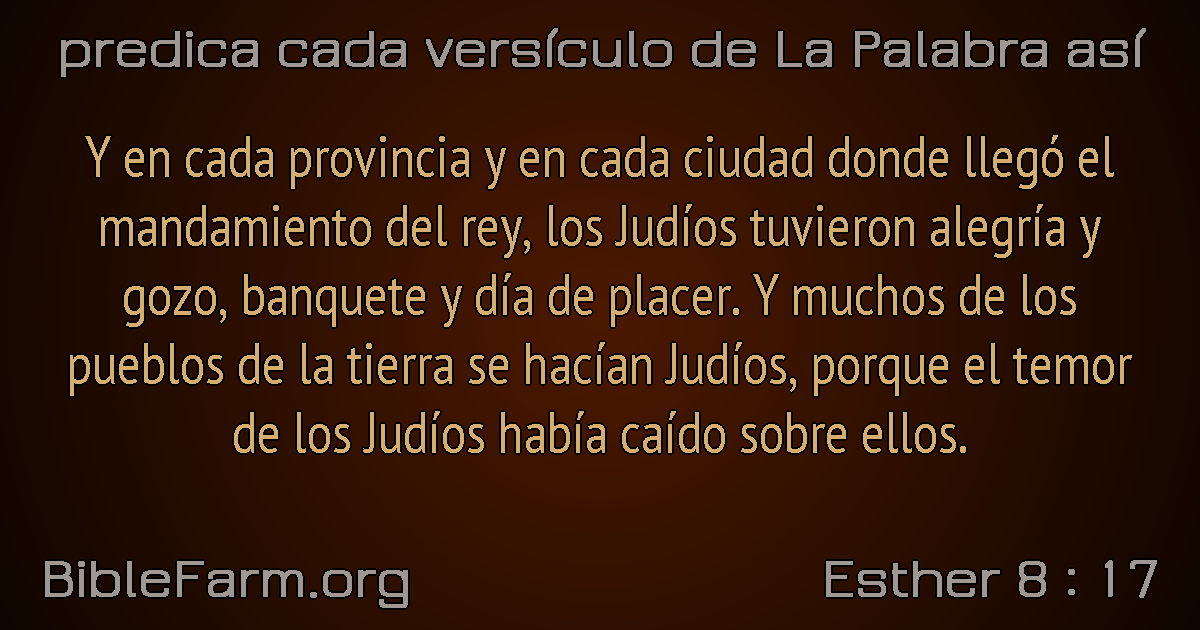 predica cada versículo de La Palabra así
Y en cada provincia y en cada ciudad donde llegó el
mandamiento del rey, los Judíos tuvieron alegría y
gozo, banquete y día de placer. Y muchos de los
pueblos de la tierra se hacían Judíos, porque el temor
de los Judíos había caído sobre ellos.
BibleFarm.org
Esther 8 : 17